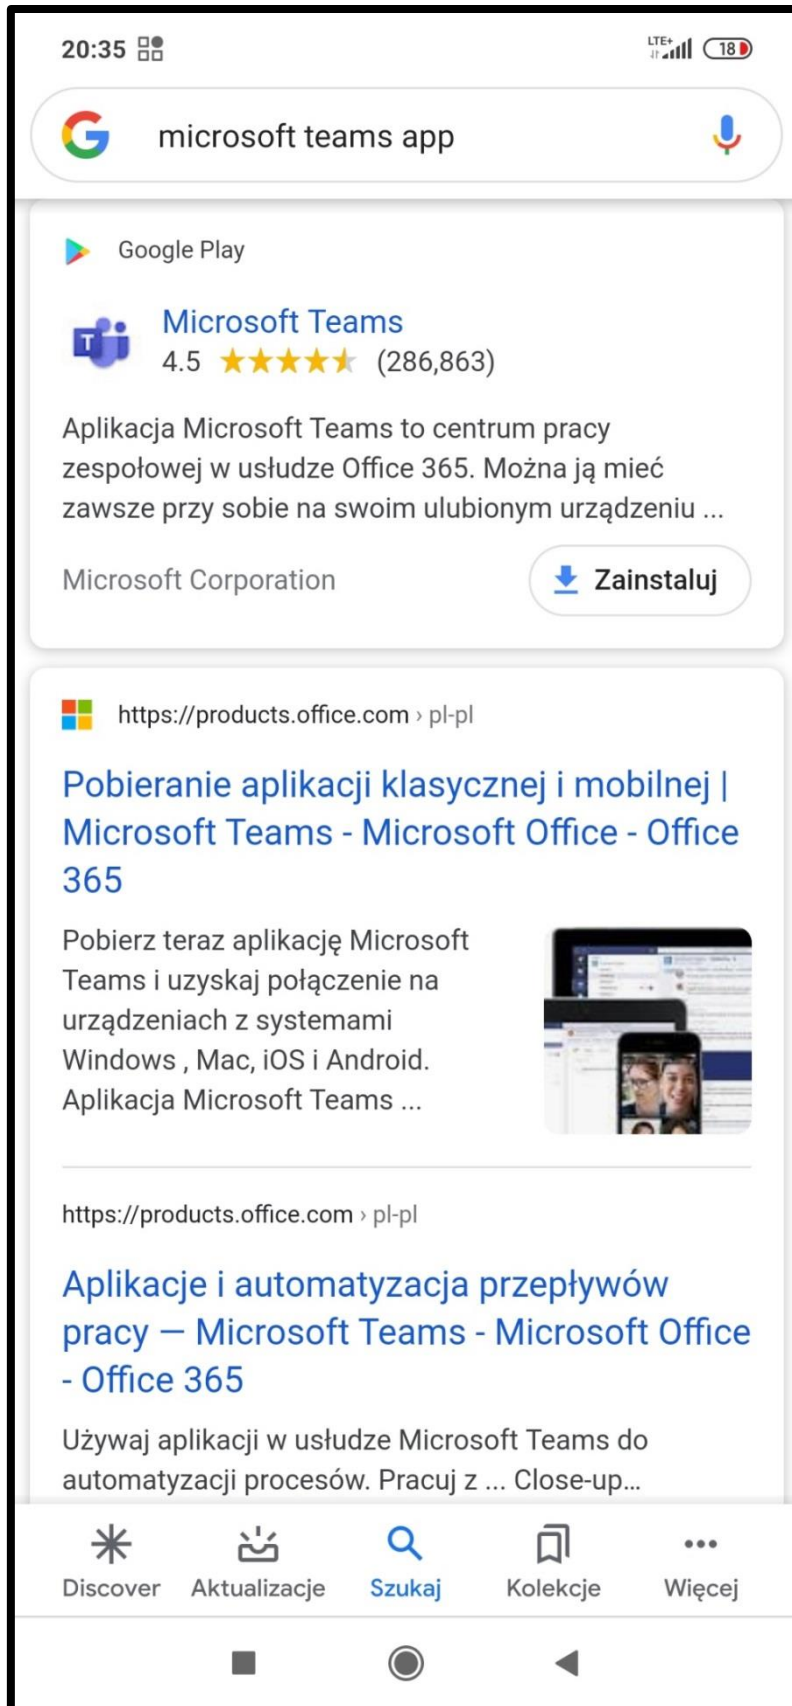 20:35
LTE+
18
microsoft teams app
Google Play
Microsoft Teams
4.5 (286,863)
Aplikacja Microsoft Teams to centrum pracy
zespołowej w usłudze Office 365. Można ją mieć
zawsze przy sobie na swoim ulubionym urządzeniu ...
Microsoft Corporation
Zainstaluj
https://products.office.com › pl-pl
Pobieranie aplikacji klasycznej i mobilnej |
Microsoft Teams - Microsoft Office - Office
365
Pobierz teraz aplikację Microsoft
Teams i uzyskaj połączenie na
urządzeniach z systemami
Windows , Mac, iOS i Android.
Aplikacja Microsoft Teams ...
https://products.office.com › pl-pl
Aplikacje i automatyzacja przepływów
pracy — Microsoft Teams - Microsoft Office
- Office 365
Używaj aplikacji w usłudze Microsoft Teams do
automatyzacji procesów. Pracuj z ... Close-up...
Discover Aktualizacje Szukaj Kolekcje Więcej